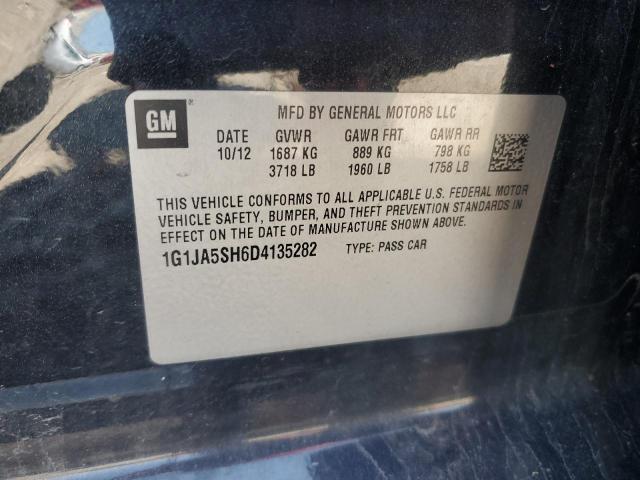 GM ®
MFD BY GENERAL MOTORS LLC
DATE GVWR GAWR FRT GAWR RR
10/12 1687 KG 889 KG 798 KG
3718 LB 1960 LB 1758 LB
THIS VEHICLE CONFORMS TO ALL APPLICABLE U.S. FEDERAL MOTOR
VEHICLE SAFETY, BUMPER, AND THEFT PREVENTION STANDARDS IN
EFFECT ON THE DATE OF MANUFACTURE SHOWN ABOVE.
1G1JA5SH6D4135282 TYPE: PASS CAR